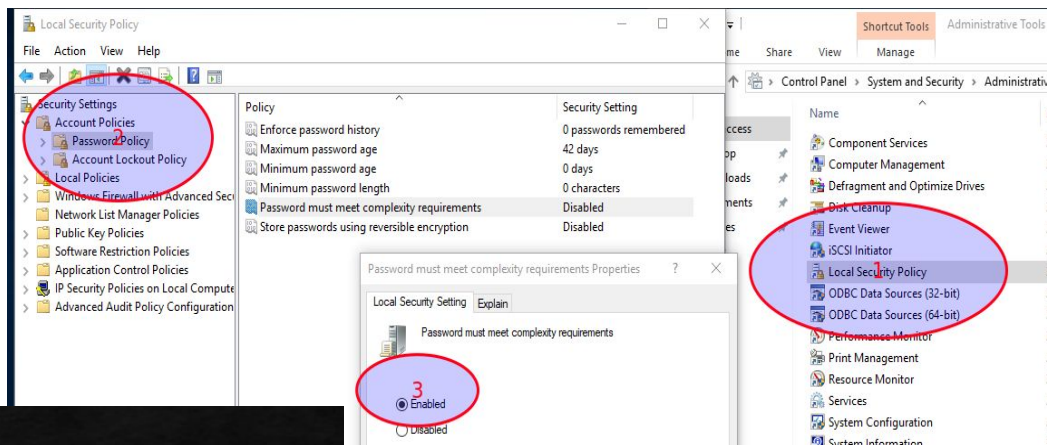 Local Security Policy
File Action View Help
Security Settings
Account Policies
2
Password Policy
Account Lockout Policy
Local Policies
Windows Firewall with Advanced Secu
Network List Manager Policies
Public Key Policies
Software Restriction Policies
Application Control Policies
IP Security Policies on Local Compute
Advanced Audit Policy Configuration
Policy Security Setting
Enforce password history 0 passwords remembered
Maximum password age 42 days
Minimum password age 0 days
Minimum password length 0 characters
Password must meet complexity requirements Disabled
Store passwords using reversible encryption Disabled
Password must meet complexity requirements Properties ?
Local Security Setting Explain
Password must meet complexity requirements
3
Enabled
Disabled
Shortcut Tools Administrative Tools
me Share View Manage
Control Panel > System and Security > Administrativ
ccess
op
loads
ments
es
Name
Component Services
Computer Management
Defragment and Optimize Drives
Disk Cleanup
Event Viewer
iSCSI Initiator
1
Local Security Policy
ODBC Data Sources (32-bit)
ODBC Data Sources (64-bit)
Performance Monitor
Print Management
Resource Monitor
Services
System Configuration
System Information